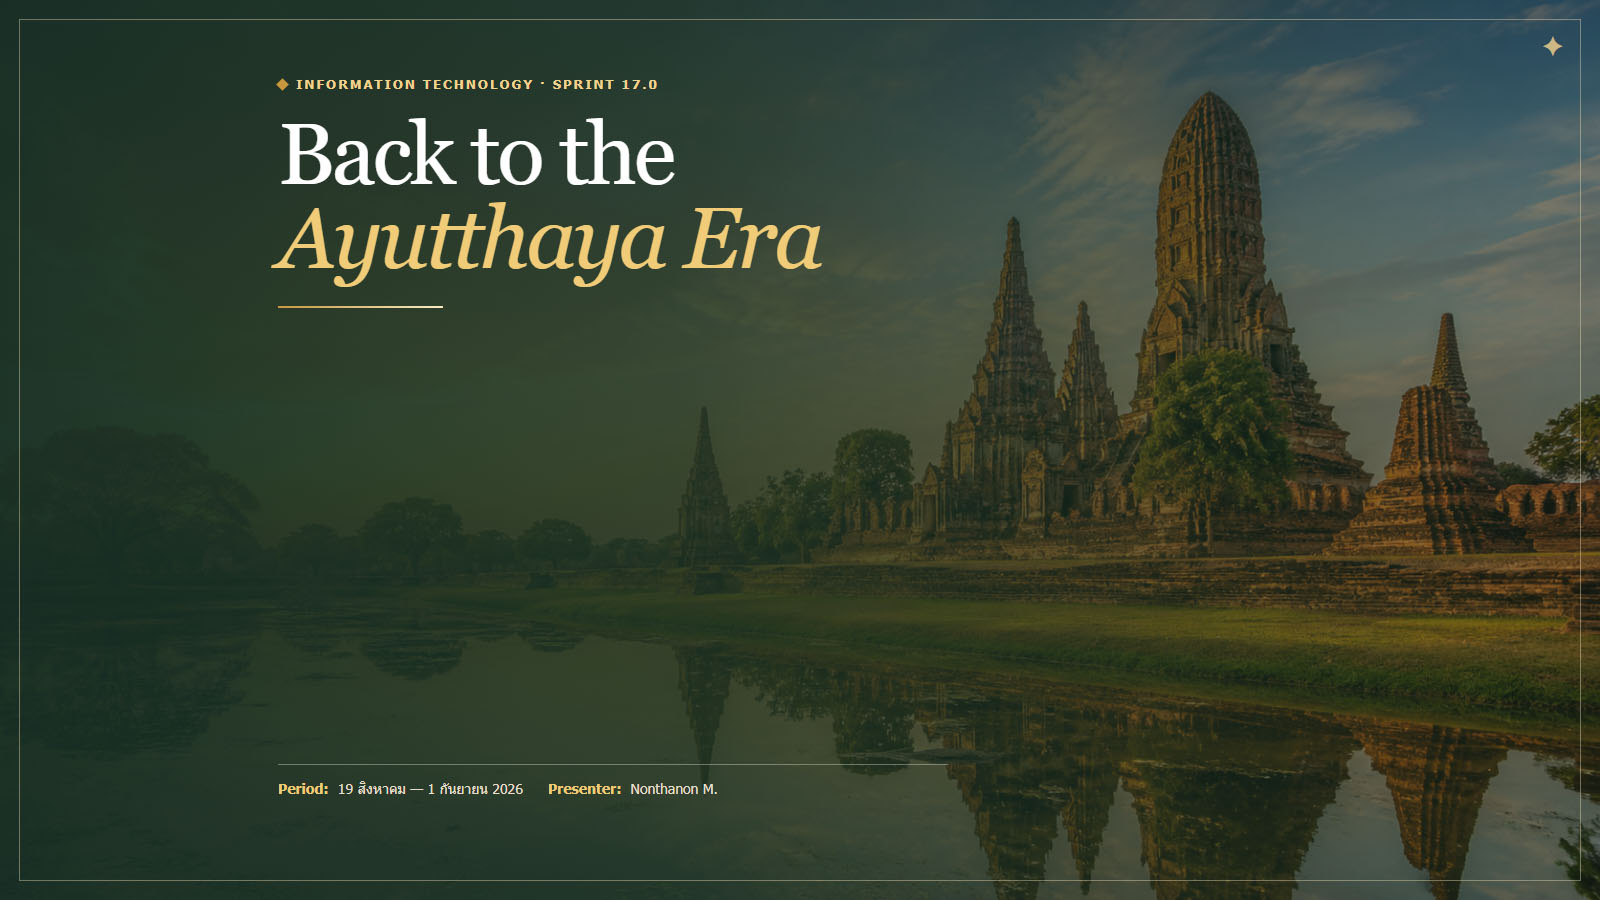 INFORMATION TECHNOLOGY · SPRINT 17.0
Back to the
Ayutthaya Era
Period: 19 สิงหาคม — 1 กันยายน 2026 Presenter: Nonthanon M.